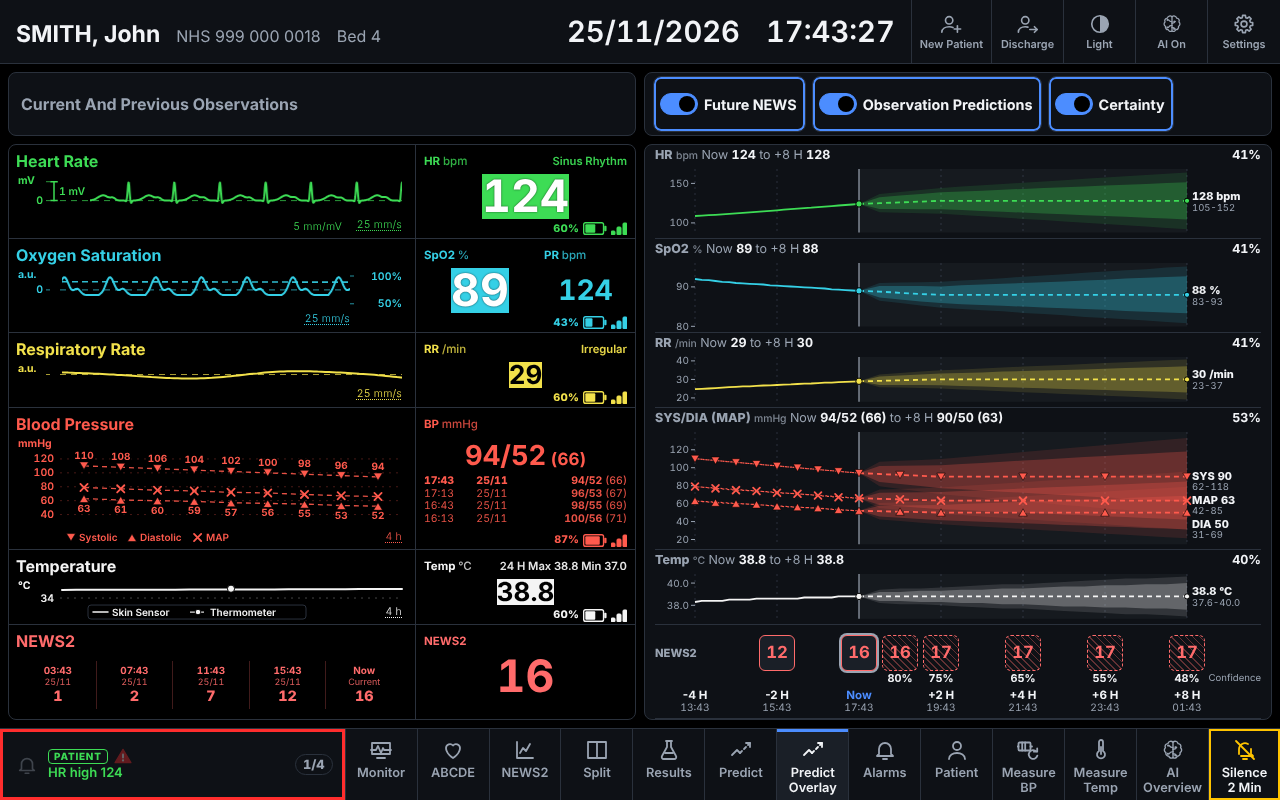 SMITH, John NHS 999 000 0018 Bed 4
25/11/2026 17:43:27
New Patient
Discharge
Light
AI On
Settings
Current And Previous Observations
Future NEWS
Observation Predictions
Certainty
Heart Rate
mV
1 mV
0
5 mm/mV 25 mm/s
HR bpm Sinus Rhythm
124
60%
Oxygen Saturation
a.u.
0
100%
50%
25 mm/s
SpO2 % PR bpm
89 124
43%
Respiratory Rate
a.u.
25 mm/s
RR /min Irregular
29
60%
Blood Pressure
mmHg
120
100
80
60
40
110 108 106 104 102 100 98 96 94
63 61 60 59 57 56 55 53 52
Systolic Diastolic MAP
4 h
BP mmHg
94/52 (66)
17:43 25/11 94/52 (66)
17:13 25/11 96/53 (67)
16:43 25/11 98/55 (69)
16:13 25/11 100/56 (71)
87%
Temperature
°C
34
Skin Sensor Thermometer
4 h
Temp °C 24 H Max 38.8 Min 37.0
38.8
60%
NEWS2
03:43 07:43 11:43 15:43 Now
25/11 25/11 25/11 25/11 Current
1 2 7 12 16
NEWS2
16
HR bpm Now 124 to +8 H 128 41%
150
100
128 bpm
105-152
SpO2 % Now 89 to +8 H 88 41%
90
80
88 %
83-93
RR /min Now 29 to +8 H 30 41%
40
30
20
30 /min
23-37
SYS/DIA (MAP) mmHg Now 94/52 (66) to +8 H 90/50 (63) 53%
120
100
80
60
40
20
SYS 90
62-118
MAP 63
42-85
DIA 50
31-69
Temp °C Now 38.8 to +8 H 38.8 40%
40.0
38.0
38.8 °C
37.6-40.0
NEWS2 12 16 16 17 17 17 17
80% 75% 65% 55% 48% Confidence
-4 H -2 H Now +2 H +4 H +6 H +8 H
13:43 15:43 17:43 19:43 21:43 23:43 01:43
PATIENT
HR high 124
1/4
Monitor
ABCDE
NEWS2
Split
Results
Predict
Predict
Overlay
Alarms
Patient
Measure
BP
Measure
Temp
AI
Overview
Silence
2 Min